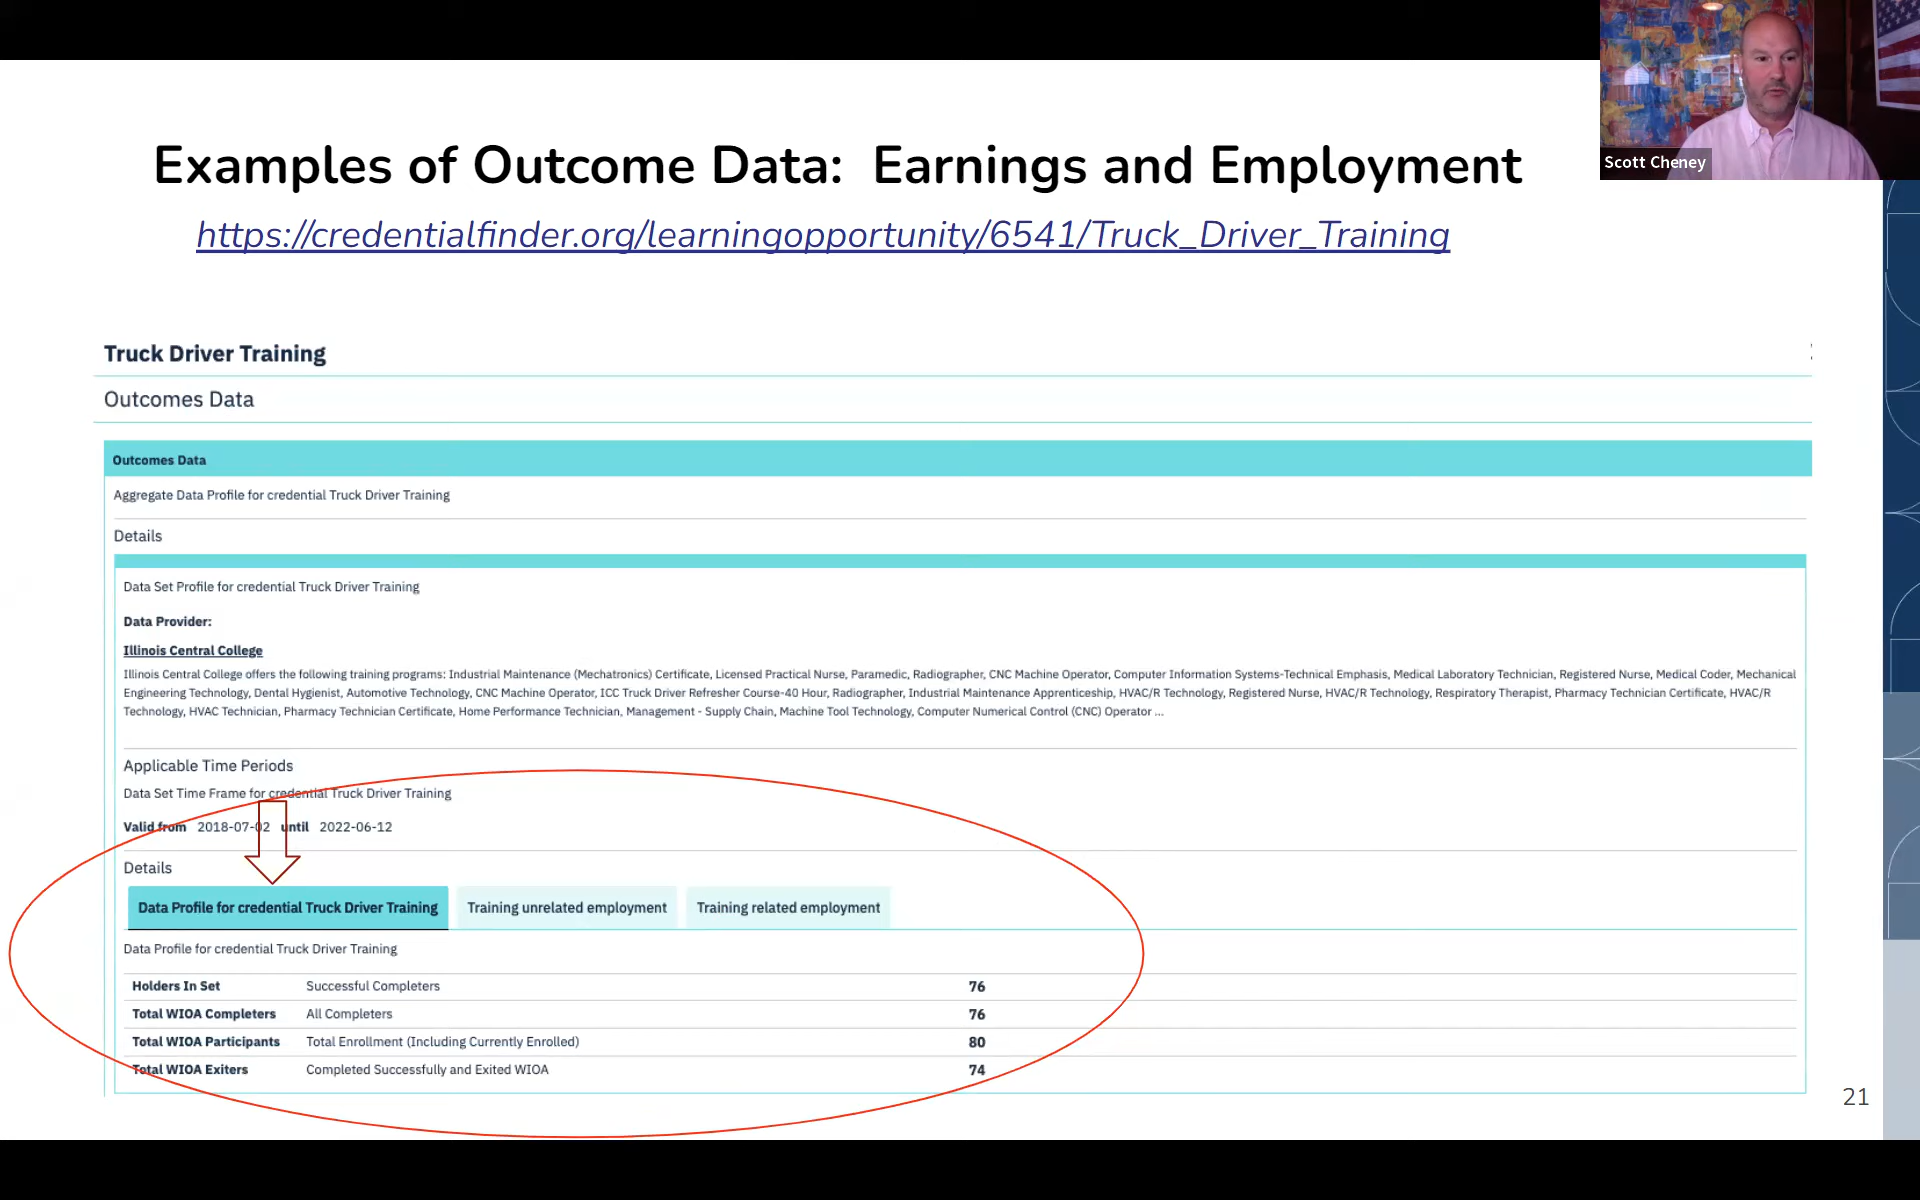 Scott Cheney
Examples of Outcome Data: Earnings and Employment
https://credentialfinder.org/learningopportunity/6541/Truck_Driver_Training
Truck Driver Training
Outcomes Data
Outcomes Data
Aggregate Data Profile for credential Truck Driver Training
Details
Data Set Profile for credential Truck Driver Training
Data Provider:
Illinois Central College
Illinois Central College offers the following training programs: Industrial Maintenance (Mechatronics) Certificate, Licensed Practical Nurse, Paramedic, Radiographer, CNC Machine Operator, Computer Information Systems-Technical Emphasis, Medical Laboratory Technician, Registered Nurse, Medical Coder, Mechanical
Engineering Technology, Dental Hygienist, Automotive Technology, CNC Machine Operator, ICC Truck Driver Refresher Course-40 Hour, Radiographer, Industrial Maintenance Apprenticeship, HVAC/R Technology, Registered Nurse, HVAC/R Technology, Respiratory Therapist, Pharmacy Technician Certificate, HVAC/R
Technology, HVAC Technician, Pharmacy Technician Certificate, Home Performance Technician, Management - Supply Chain, Machine Tool Technology, Computer Numerical Control (CNC) Operator ...
Applicable Time Periods
Data Set Time Frame for credential Truck Driver Training
Valid from 2018-07-02 until 2022-06-12
Details
Data Profile for credential Truck Driver Training Training unrelated employment Training related employment
Data Profile for credential Truck Driver Training
Holders In Set Successful Completers 76
Total WIOA Completers All Completers 76
Total WIOA Participants Total Enrollment (Including Currently Enrolled) 80
Total WIOA Exiters Completed Successfully and Exited WIOA 74
21